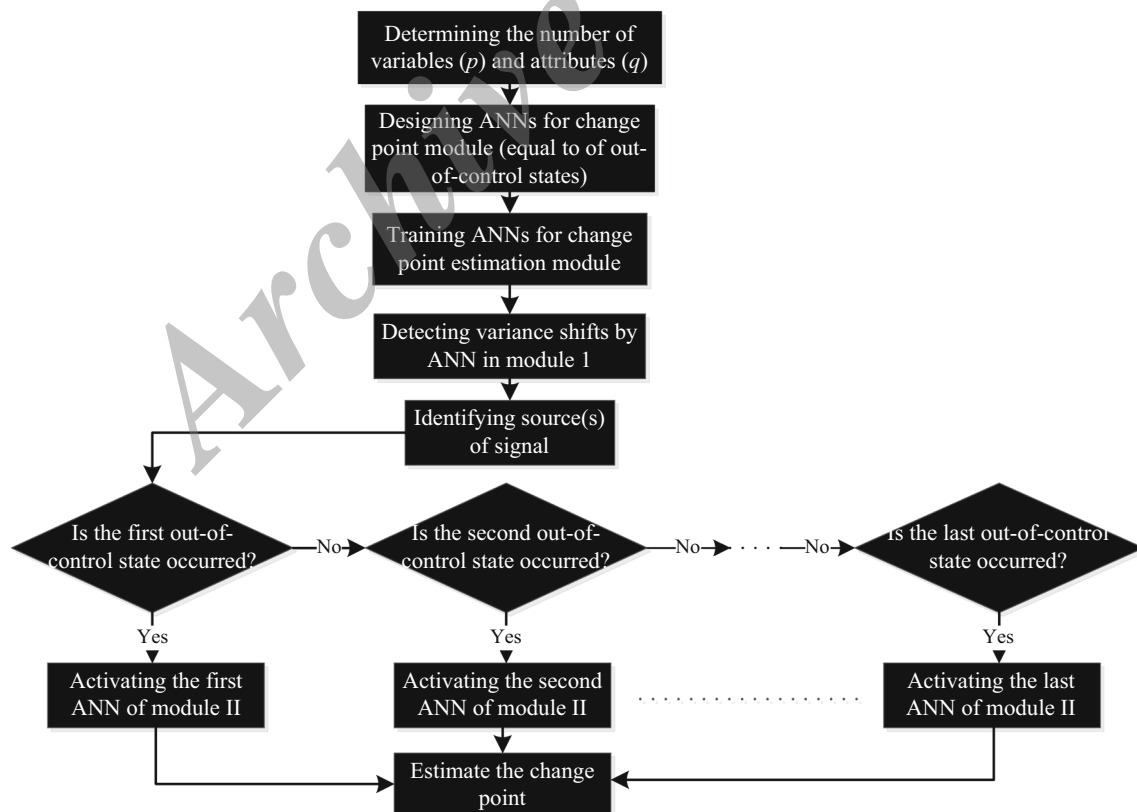 Determining the number of
variables (p) and attributes (q)
Designing ANNs for change
point module (equal to of out-
of-control states)
Training ANNs for change
point estimation module
Detecting variance shifts by
ANN in module 1
Identifying source(s)
of signal
Is the first out-of-
control state occurred?
No
Is the second out-of-
control state occurred?
No
. . . .
No
Is the last out-of-control
state occurred?
Yes
Yes
Yes
Activating the first
ANN of module II
Activating the second
ANN of module II
Activating the last
ANN of module II
Estimate the change
point
Archive